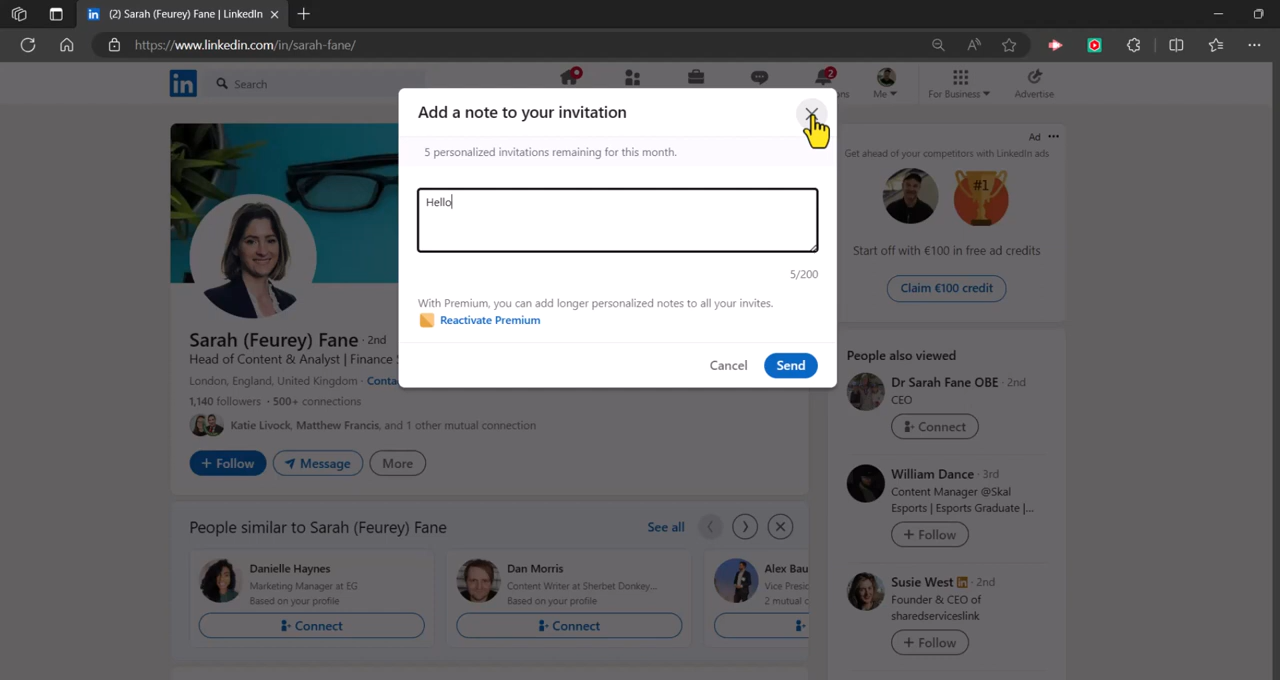 (2) Sarah (Feurey) Fane | LinkedIn
https://www.linkedin.com/in/sarah-fane/
in
Search
2
Me
For Business
Advertise
Add a note to your invitation
5 personalized invitations remaining for this month.
Hello
5/200
With Premium, you can add longer personalized notes to all your invites.
Reactivate Premium
Cancel
Send
Sarah (Feurey) Fane · 2nd
Head of Content & Analyst | Finance
London, England, United Kingdom ·
1,140 followers · 500+ connections
Katie Livock, Matthew Francis, and 1 other mutual connection
+ Follow
Message
More
People similar to Sarah (Feurey) Fane
See all
Danielle Haynes
Marketing Manager at EG
Based on your profile
Connect
Dan Morris
Content Writer at Sherbet Donkey...
Based on your profile
Connect
Alex
2 mutual
Ad
Get ahead of your competitors with LinkedIn ads
#1
Start off with €100 in free ad credits
Claim €100 credit
People also viewed
Dr Sarah Fane OBE · 2nd
CEO
Connect
William Dance · 3rd
Content Manager @Skal
Esports | Esports Graduate |...
+ Follow
Susie West in · 2nd
Founder & CEO of
sharedserviceslink
+ Follow